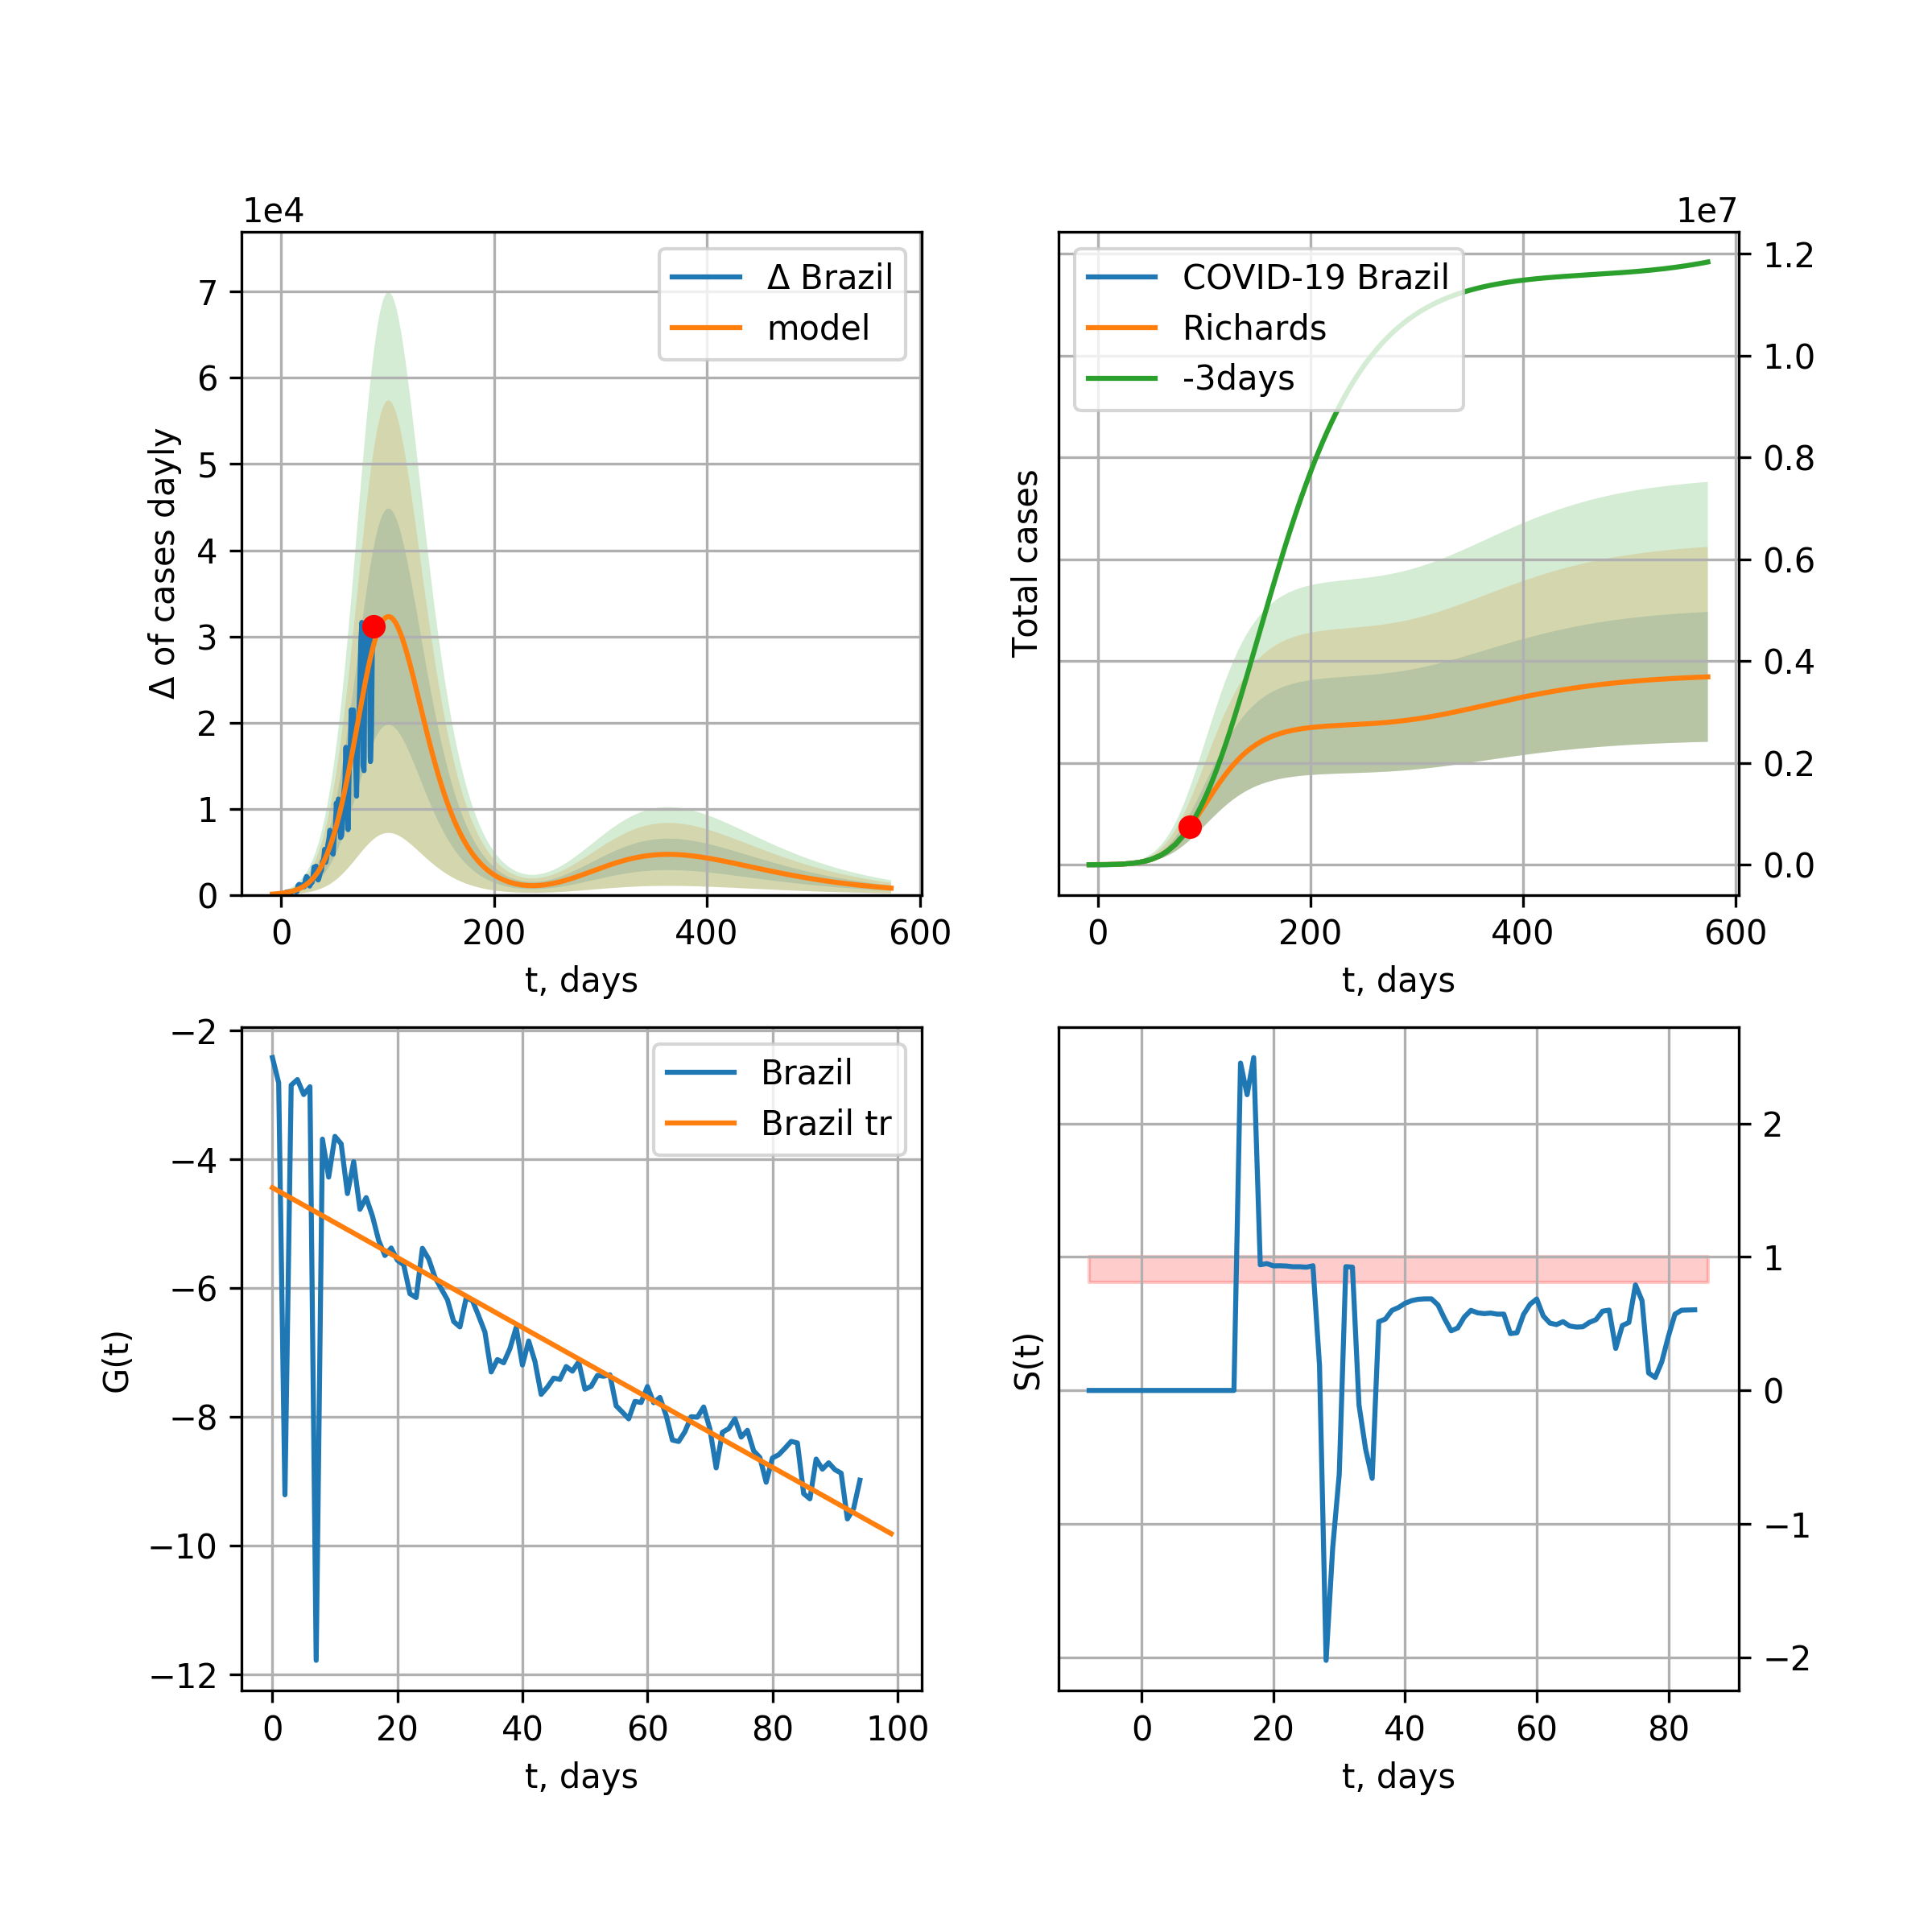 1e4
Δ of cases dayly
7
6
5
4
3
2
1
0
0 200 400 600
t, days
Δ Brazil
model
1e7
Total cases
1.2
1.0
0.8
0.6
0.4
0.2
0.0
0 200 400 600
t, days
COVID-19 Brazil
Richards
-3days
G(t)
−2
−4
−6
−8
−10
−12
0 20 40 60 80 100
t, days
Brazil
Brazil tr
S(t)
2
1
0
−1
−2
0 20 40 60 80
t, days